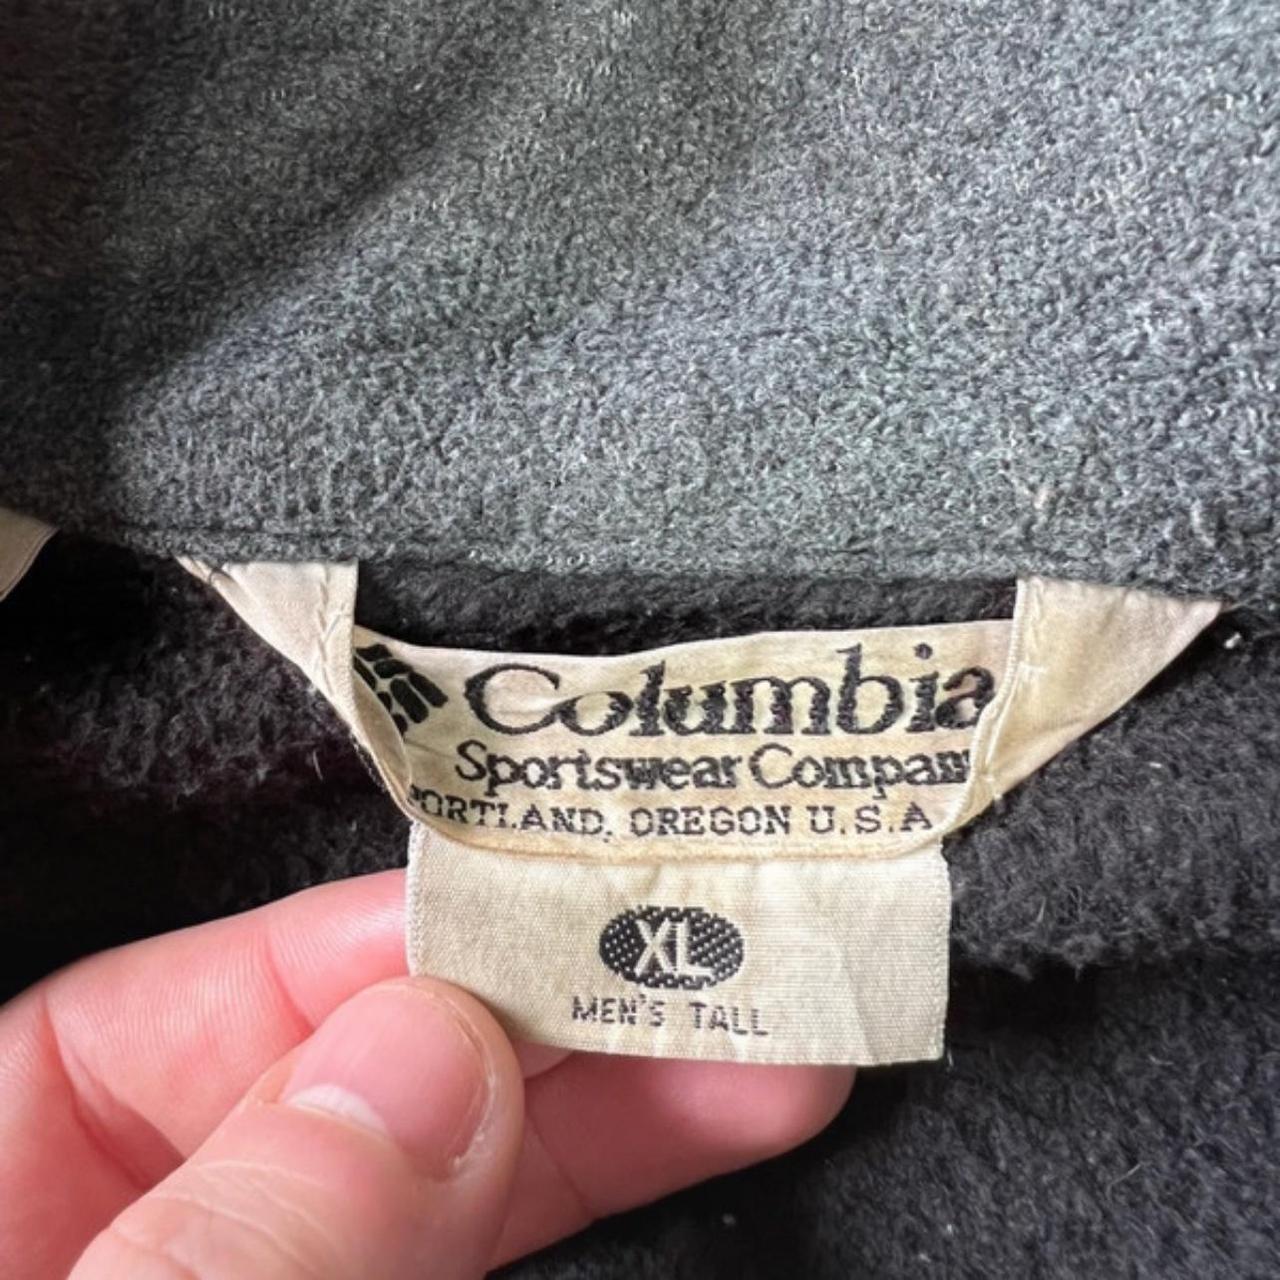 Columbia
Sportswear Company
PORTLAND, OREGON U.S.A
XL
MEN'S TALL